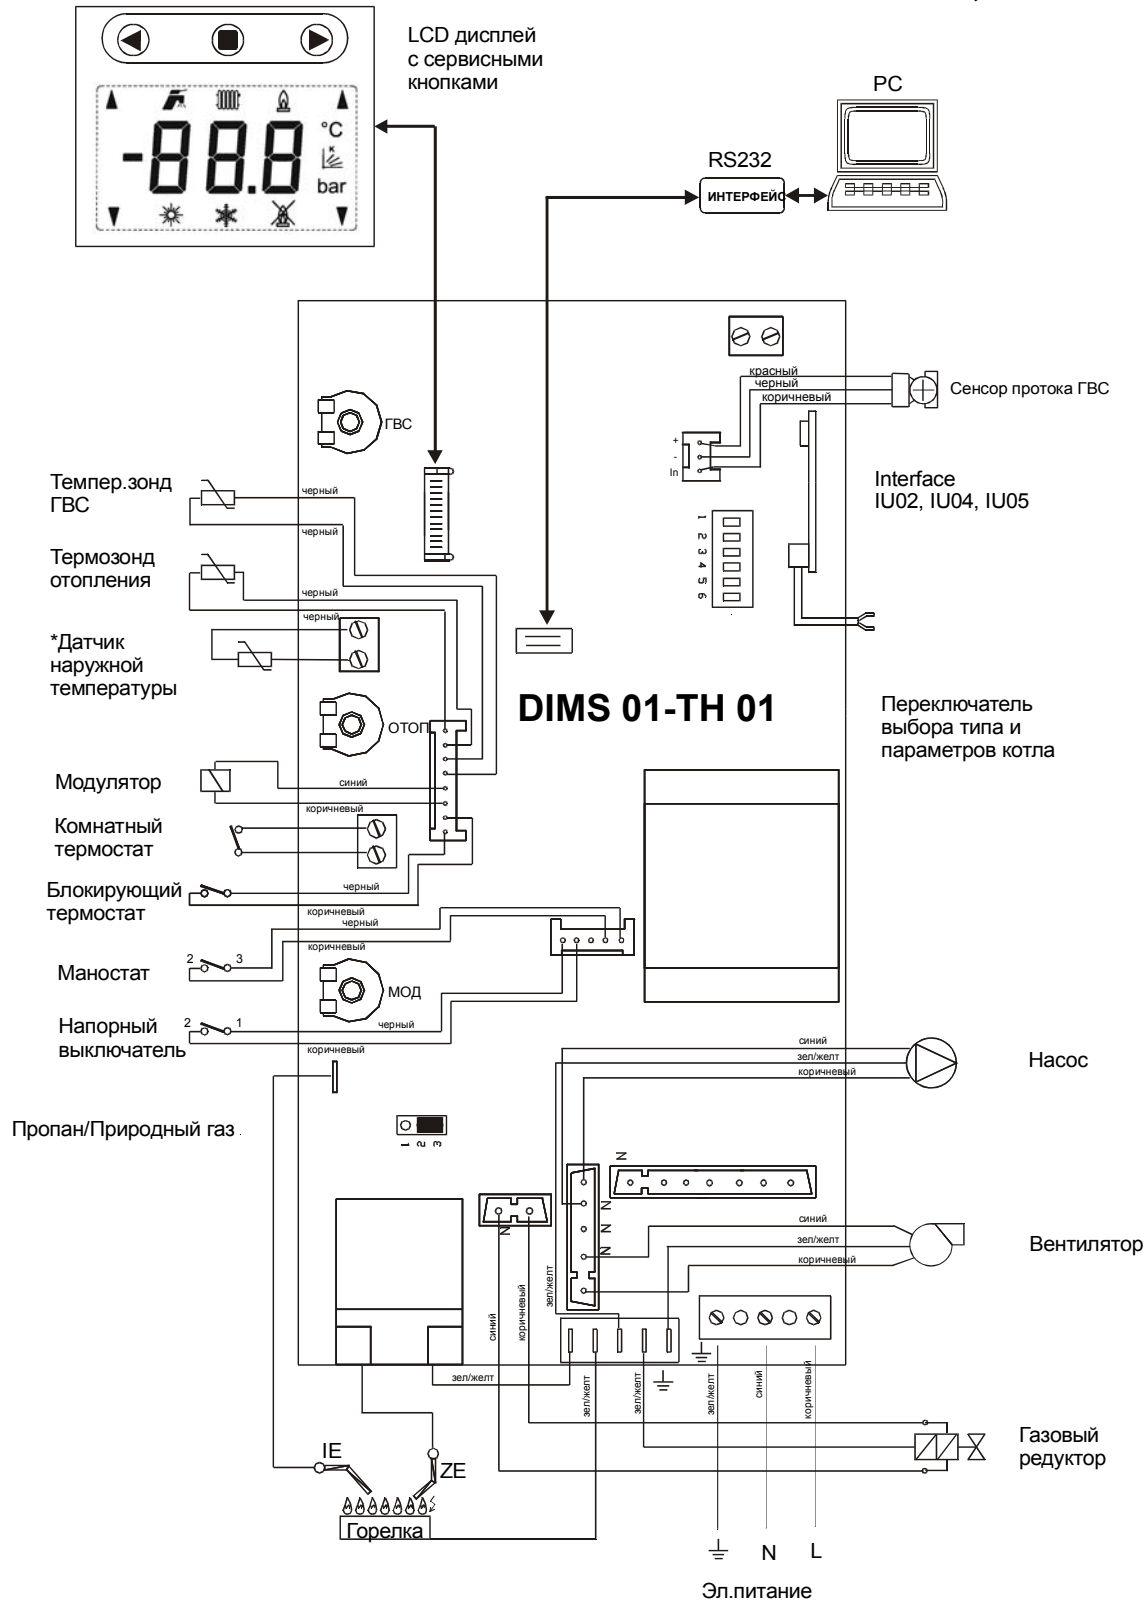 LCD дисплей
с сервисными
кнопками
-88.8
°C
K
bar
PC
RS232
ИНТЕРФЕЙС
красный
черный
коричневый
Сенсор протока ГВС
ГВС
+
-
In
Interface
IU02, IU04, IU05
Темпер.зонд
ГВС
черный
черный
1
2
3
4
5
6
Термозонд
отопления
черный
черный
*Датчик
наружной
температуры
DIMS 01-TH 01
Переключатель
выбора типа и
параметров котла
ОТОП
Модулятор
синий
коричневый
Комнатный
термостат
Блокирующий
термостат
черный
коричневый
черный
коричневый
Маностат
2
3
МОД
Напорный
выключатель
2
1
черный
коричневый
синий
зел/желт
коричневый
Насос
Пропан/Природный газ
1
2
3
N
N
N
N
N
синий
зел/желт
коричневый
Вентилятор
зел/желт
синий
коричневый
зел/желт
зел/желт
зел/желт
зел/желт
синий
коричневый
Газовый
редуктор
IE
ZE
Горелка
N
L
Эл.питание